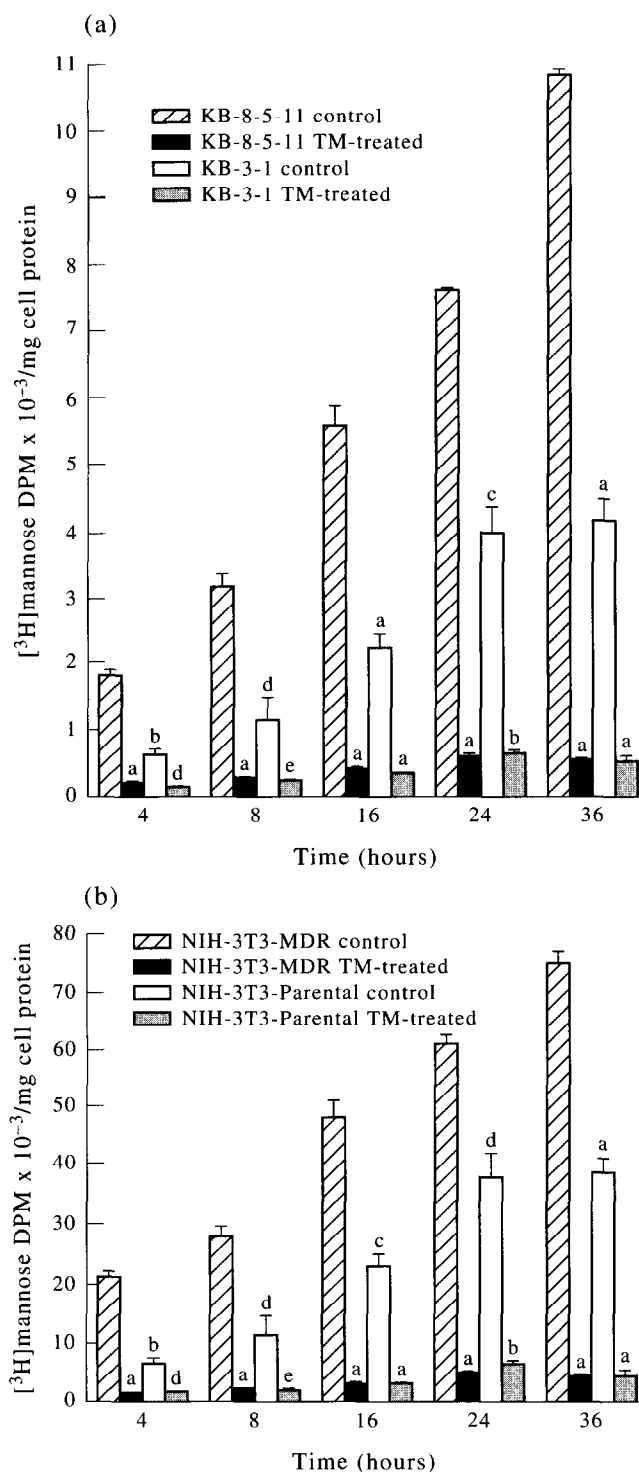 (a)
11
10
9
8
7
6
5
4
3
2
1
0
[³H]mannose DPM x 10⁻³/mg cell protein
KB-8-5-11 control
KB-8-5-11 TM-treated
KB-3-1 control
KB-3-1 TM-treated
a b d
a d e
a a a
a c b
a a a
4 8 16 24 36
Time (hours)
(b)
80
70
60
50
40
30
20
10
0
[³H]mannose DPM x 10⁻³/mg cell protein
NIH-3T3-MDR control
NIH-3T3-MDR TM-treated
NIH-3T3-Parental control
NIH-3T3-Parental TM-treated
a b d
a d e
a c a
a d b
a a a
4 8 16 24 36
Time (hours)